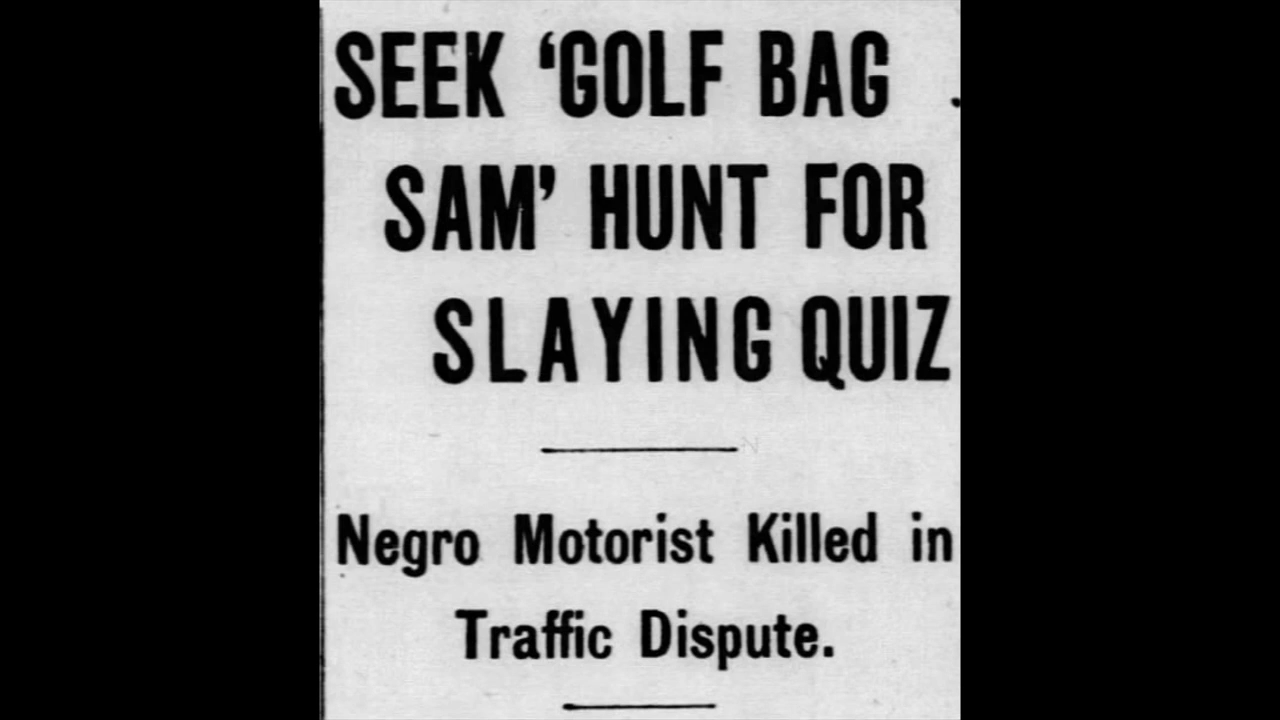 SEEK ‘GOLF BAG
SAM’ HUNT FOR
SLAYING QUIZ
Negro Motorist Killed in
Traffic Dispute.